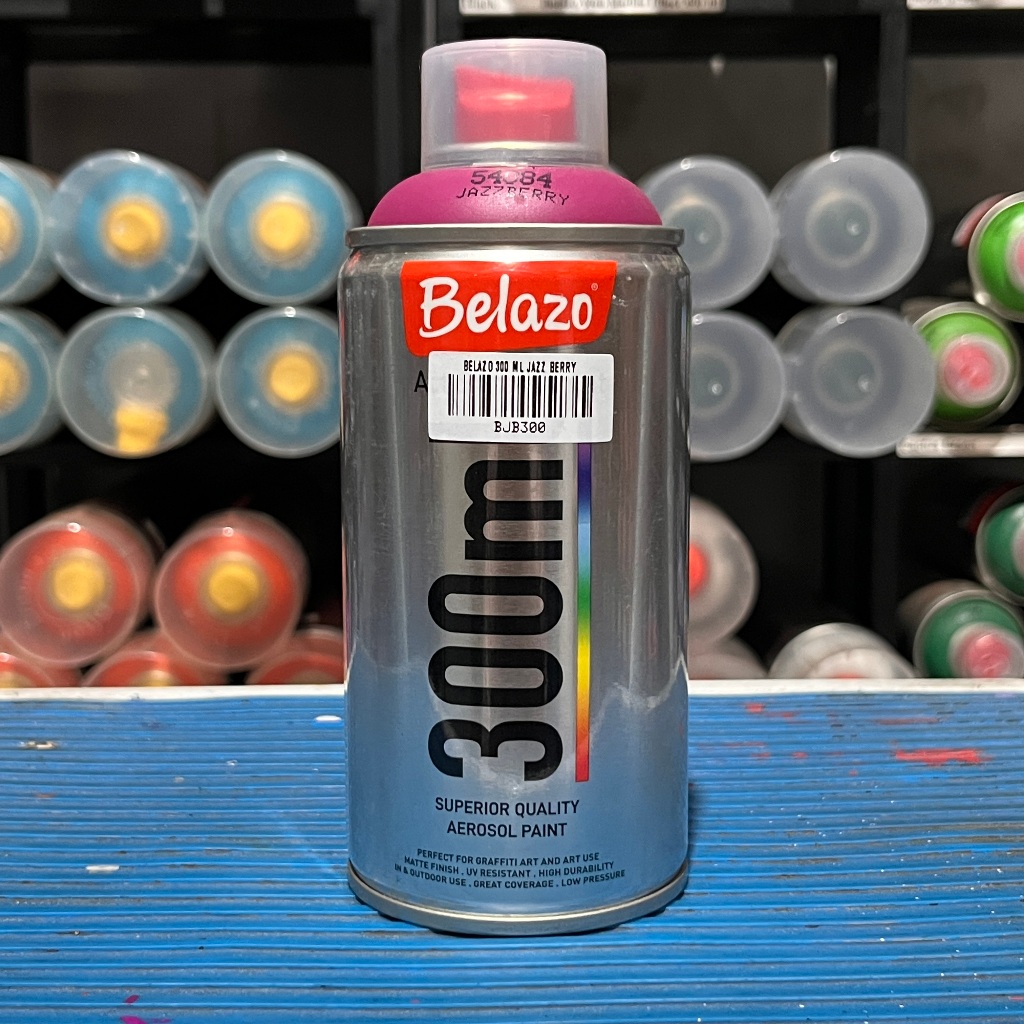 54084
JAZZBERRY
Belazo®
BELAZO 300 ML JAZZ BERRY
BJB300
A
300m
SUPERIOR QUALITY
AEROSOL PAINT
PERFECT FOR GRAFFITI ART AND ART USE
MATTE FINISH . UV RESISTANT . HIGH DURABILITY
IN & OUTDOOR USE . GREAT COVERAGE . LOW PRESSURE